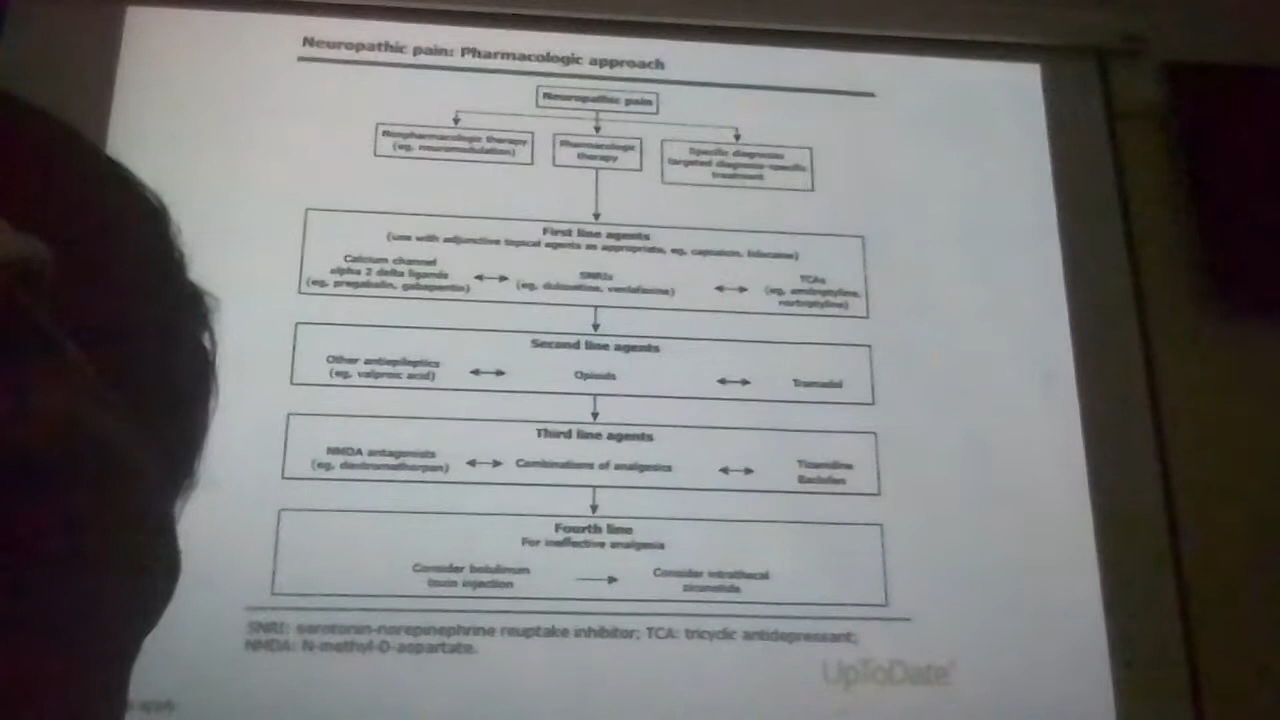 Neuropathic pain: Pharmacologic approach
Neuropathic pain
Nonpharmacologic therapy
(eg, neuromodulation)
Pharmacologic
therapy
Specific diagnosis:
targeted diagnosis-specific
treatment
First line agents
(use with adjunctive topical agents as appropriate, eg, capsaicin, lidocaine)
Calcium channel
alpha 2 delta ligands
(eg, pregabalin, gabapentin)
SNRIs
(eg, duloxetine, venlafaxine)
TCAs
(eg, amitriptyline,
nortriptyline)
Second line agents
Other antiepileptics
(eg, valproic acid)
Opioids
Tramadol
Third line agents
NMDA antagonists
(eg, dextromethorpan)
Combinations of analgesics
Tizanidine
Baclofen
Fourth line
For ineffective analgesia
Consider botulinum
toxin injection
Consider intrathecal
ziconotide
SNRI: serotonin-norepinephrine reuptake inhibitor; TCA: tricyclic antidepressant;
NMDA: N-methyl-D-aspartate.
UpToDate®
apply